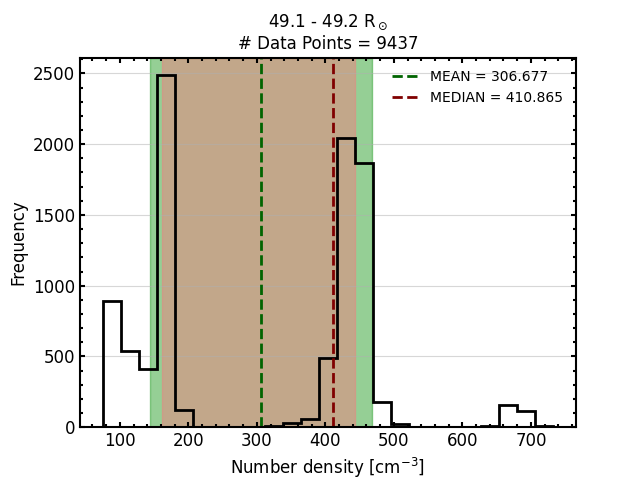 49.1 - 49.2 R⊙
# Data Points = 9437
MEAN = 306.677
MEDIAN = 410.865
2500
2000
1500
1000
500
0
Frequency
100 200 300 400 500 600 700
Number density [cm⁻³]